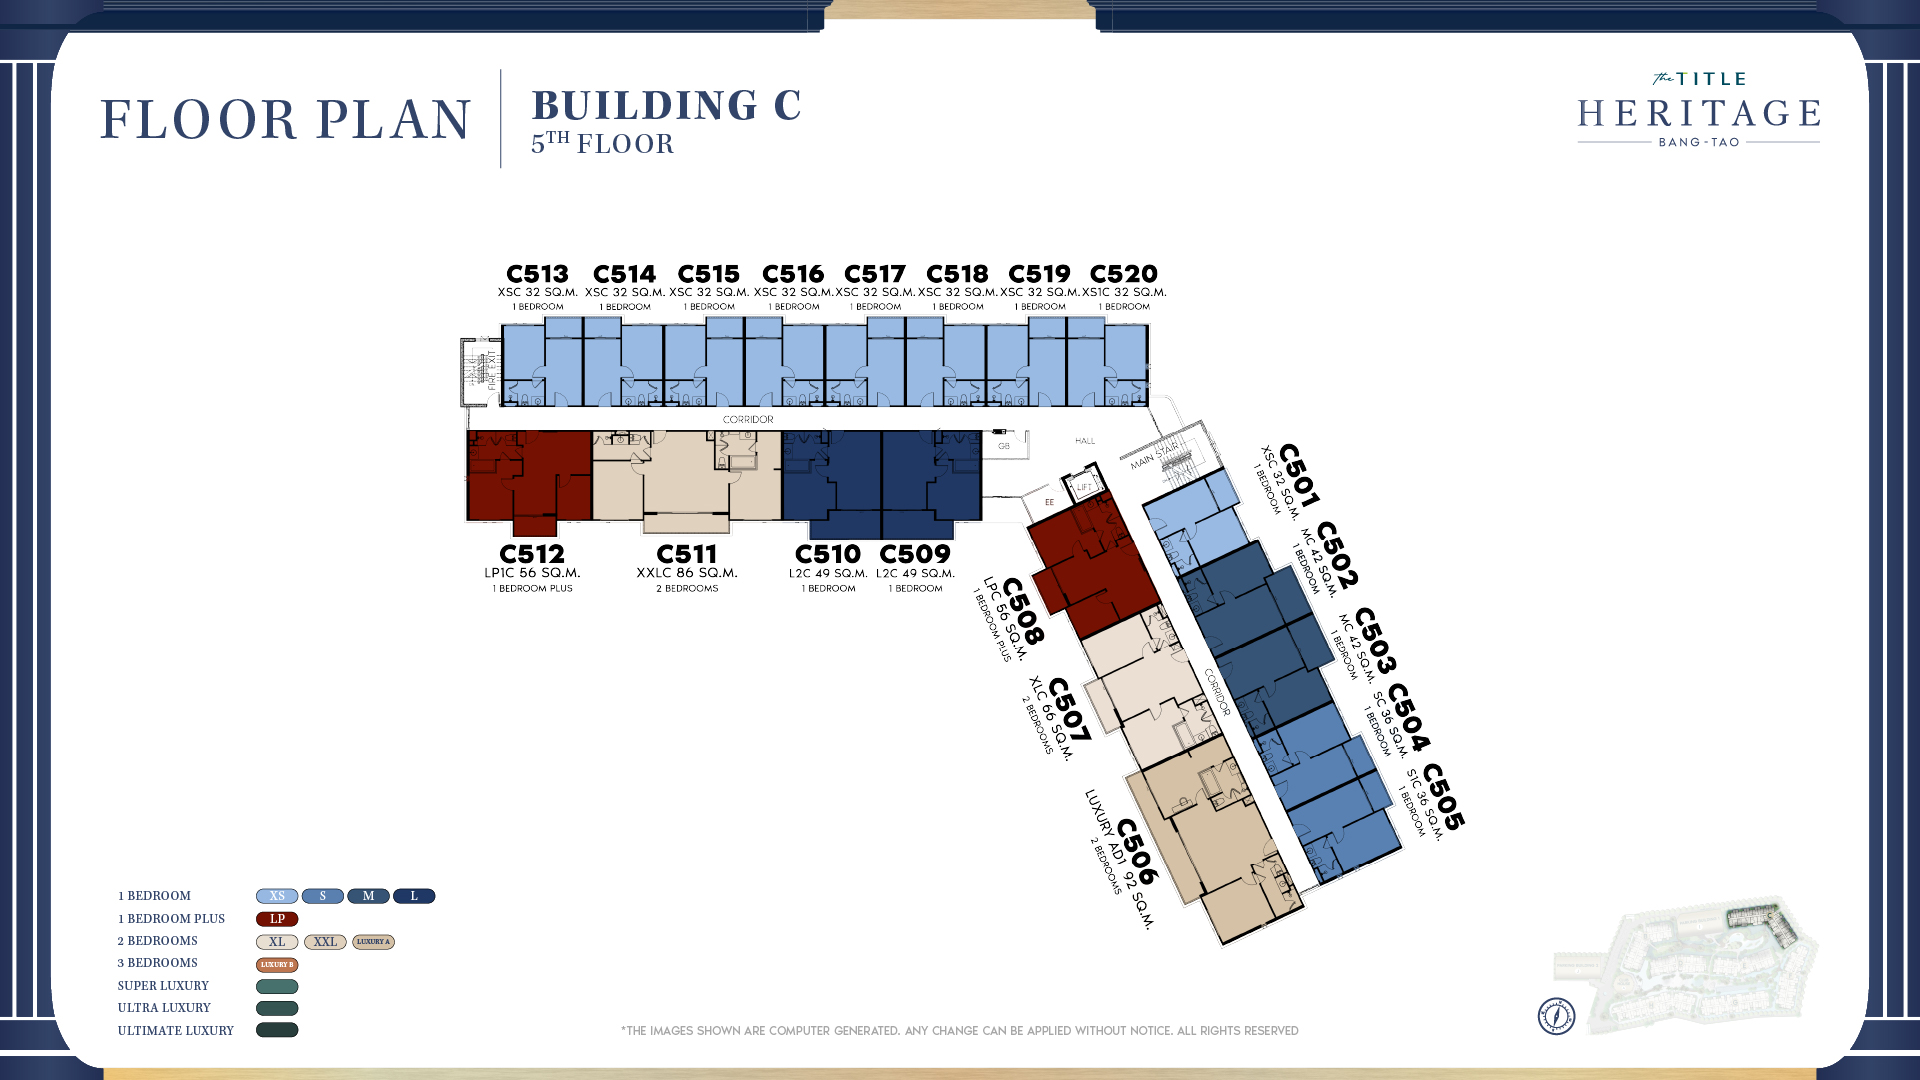 FLOOR PLAN
BUILDING C
5TH FLOOR
the TITLE
HERITAGE
BANG-TAO
C513
XSC 32 SQ.M.
1 BEDROOM
C514
XSC 32 SQ.M.
1 BEDROOM
C515
XSC 32 SQ.M.
1 BEDROOM
C516
XSC 32 SQ.M.
1 BEDROOM
C517
XSC 32 SQ.M.
1 BEDROOM
C518
XSC 32 SQ.M.
1 BEDROOM
C519
XSC 32 SQ.M.
1 BEDROOM
C520
XS1C 32 SQ.M.
1 BEDROOM
FIRE EXIT
CORRIDOR
GB
HALL
MAIN STAIR
LIFT
EE
C512
LP1C 56 SQ.M.
1 BEDROOM PLUS
C511
XXLC 86 SQ.M.
2 BEDROOMS
C510
L2C 49 SQ.M.
1 BEDROOM
C509
L2C 49 SQ.M.
1 BEDROOM
C501
XSC 32 SQ.M.
1 BEDROOM
C502
MC 42 SQ.M.
1 BEDROOM
C503
MC 42 SQ.M.
1 BEDROOM
C504
SC 36 SQ.M.
1 BEDROOM
C505
S1C 36 SQ.M.
1 BEDROOM
CORRIDOR
C508
LPC 56 SQ.M.
1 BEDROOM PLUS
C507
XLC 66 SQ.M.
2 BEDROOMS
C506
LUXURY AD1 92 SQ.M.
2 BEDROOMS
1 BEDROOM XS S M L
1 BEDROOM PLUS LP
2 BEDROOMS XL XXL LUXURY A
3 BEDROOMS LUXURY B
SUPER LUXURY
ULTRA LUXURY
ULTIMATE LUXURY
*THE IMAGES SHOWN ARE COMPUTER GENERATED. ANY CHANGE CAN BE APPLIED WITHOUT NOTICE. ALL RIGHTS RESERVED